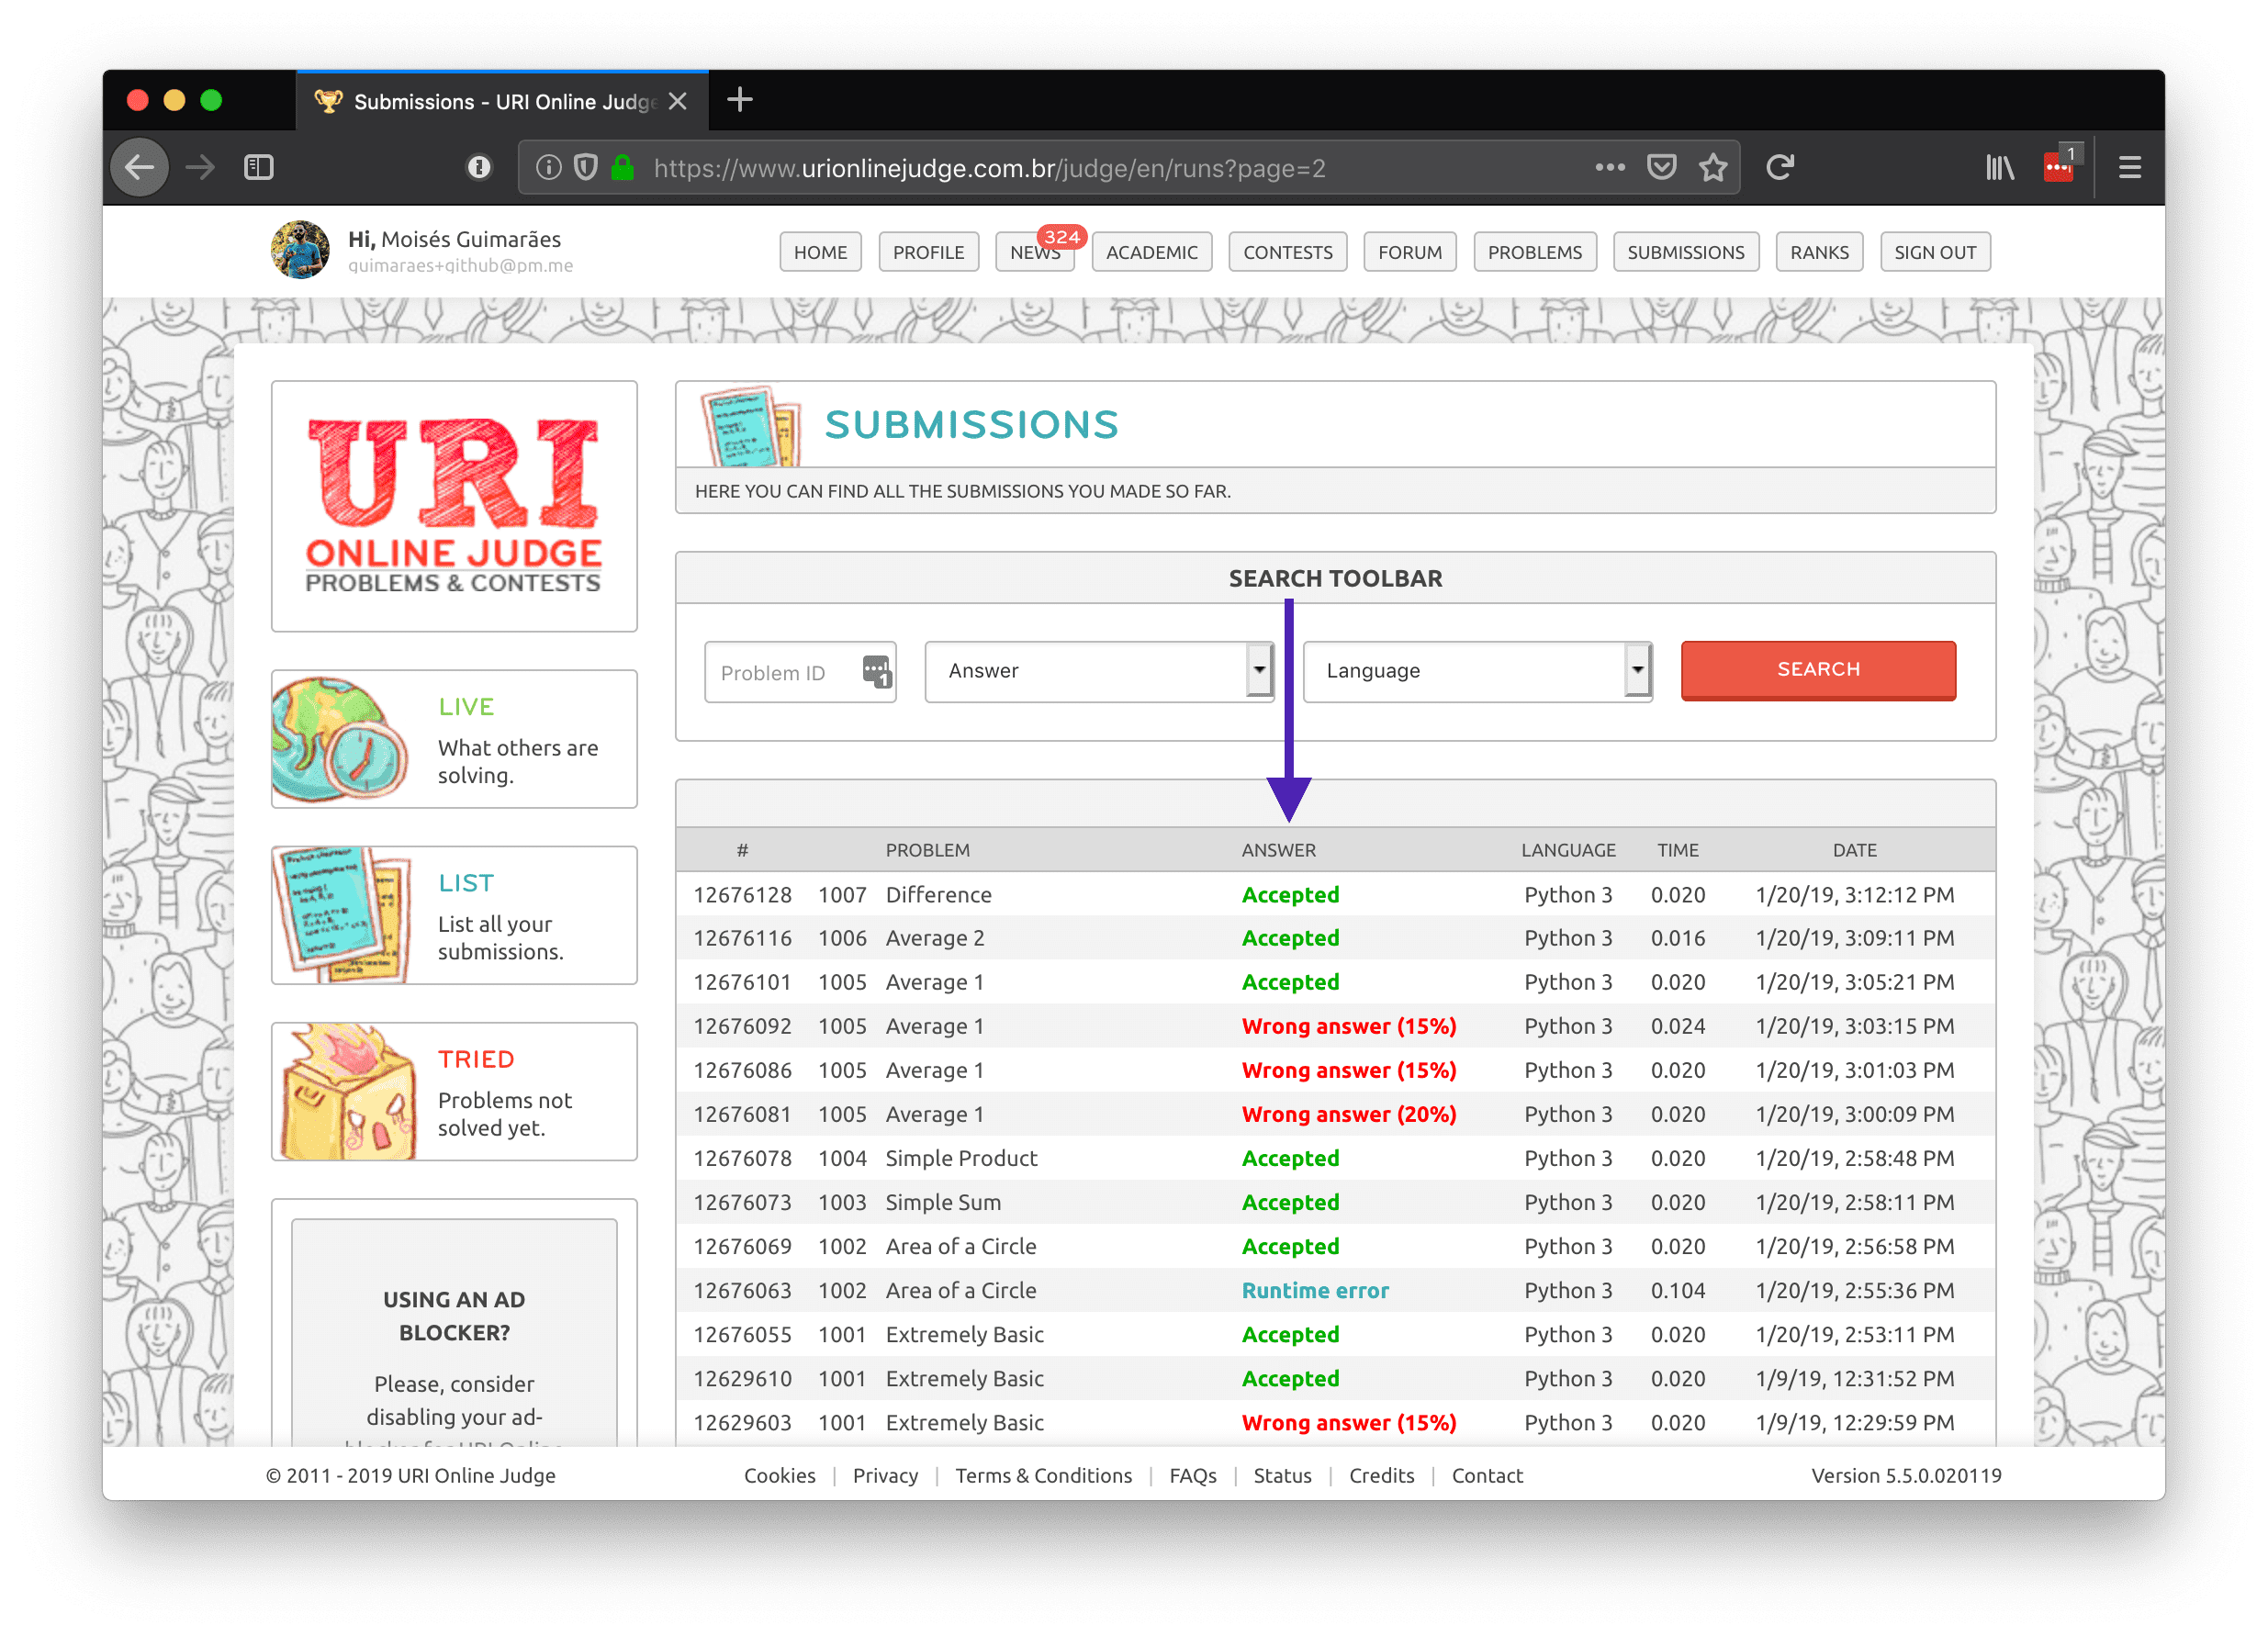 Submissions - URI Online Judge
https://www.urionlinejudge.com.br/judge/en/runs?page=2
1
Hi, Moisés Guimarães
guimaraes+github@pm.me
HOME
PROFILE
NEWS
324
ACADEMIC
CONTESTS
FORUM
PROBLEMS
SUBMISSIONS
RANKS
SIGN OUT
URI
ONLINE JUDGE
PROBLEMS & CONTESTS
LIVE
What others are
solving.
LIST
List all your
submissions.
TRIED
Problems not
solved yet.
USING AN AD
BLOCKER?
Please, consider
disabling your ad-
SUBMISSIONS
HERE YOU CAN FIND ALL THE SUBMISSIONS YOU MADE SO FAR.
SEARCH TOOLBAR
Problem ID
1
Answer
Language
SEARCH
# PROBLEM ANSWER LANGUAGE TIME DATE
12676128 1007 Difference Accepted Python 3 0.020 1/20/19, 3:12:12 PM
12676116 1006 Average 2 Accepted Python 3 0.016 1/20/19, 3:09:11 PM
12676101 1005 Average 1 Accepted Python 3 0.020 1/20/19, 3:05:21 PM
12676092 1005 Average 1 Wrong answer (15%) Python 3 0.024 1/20/19, 3:03:15 PM
12676086 1005 Average 1 Wrong answer (15%) Python 3 0.020 1/20/19, 3:01:03 PM
12676081 1005 Average 1 Wrong answer (20%) Python 3 0.020 1/20/19, 3:00:09 PM
12676078 1004 Simple Product Accepted Python 3 0.020 1/20/19, 2:58:48 PM
12676073 1003 Simple Sum Accepted Python 3 0.020 1/20/19, 2:58:11 PM
12676069 1002 Area of a Circle Accepted Python 3 0.020 1/20/19, 2:56:58 PM
12676063 1002 Area of a Circle Runtime error Python 3 0.104 1/20/19, 2:55:36 PM
12676055 1001 Extremely Basic Accepted Python 3 0.020 1/20/19, 2:53:11 PM
12629610 1001 Extremely Basic Accepted Python 3 0.020 1/9/19, 12:31:52 PM
12629603 1001 Extremely Basic Wrong answer (15%) Python 3 0.020 1/9/19, 12:29:59 PM
© 2011 - 2019 URI Online Judge
Cookies | Privacy | Terms & Conditions | FAQs | Status | Credits | Contact
Version 5.5.0.020119